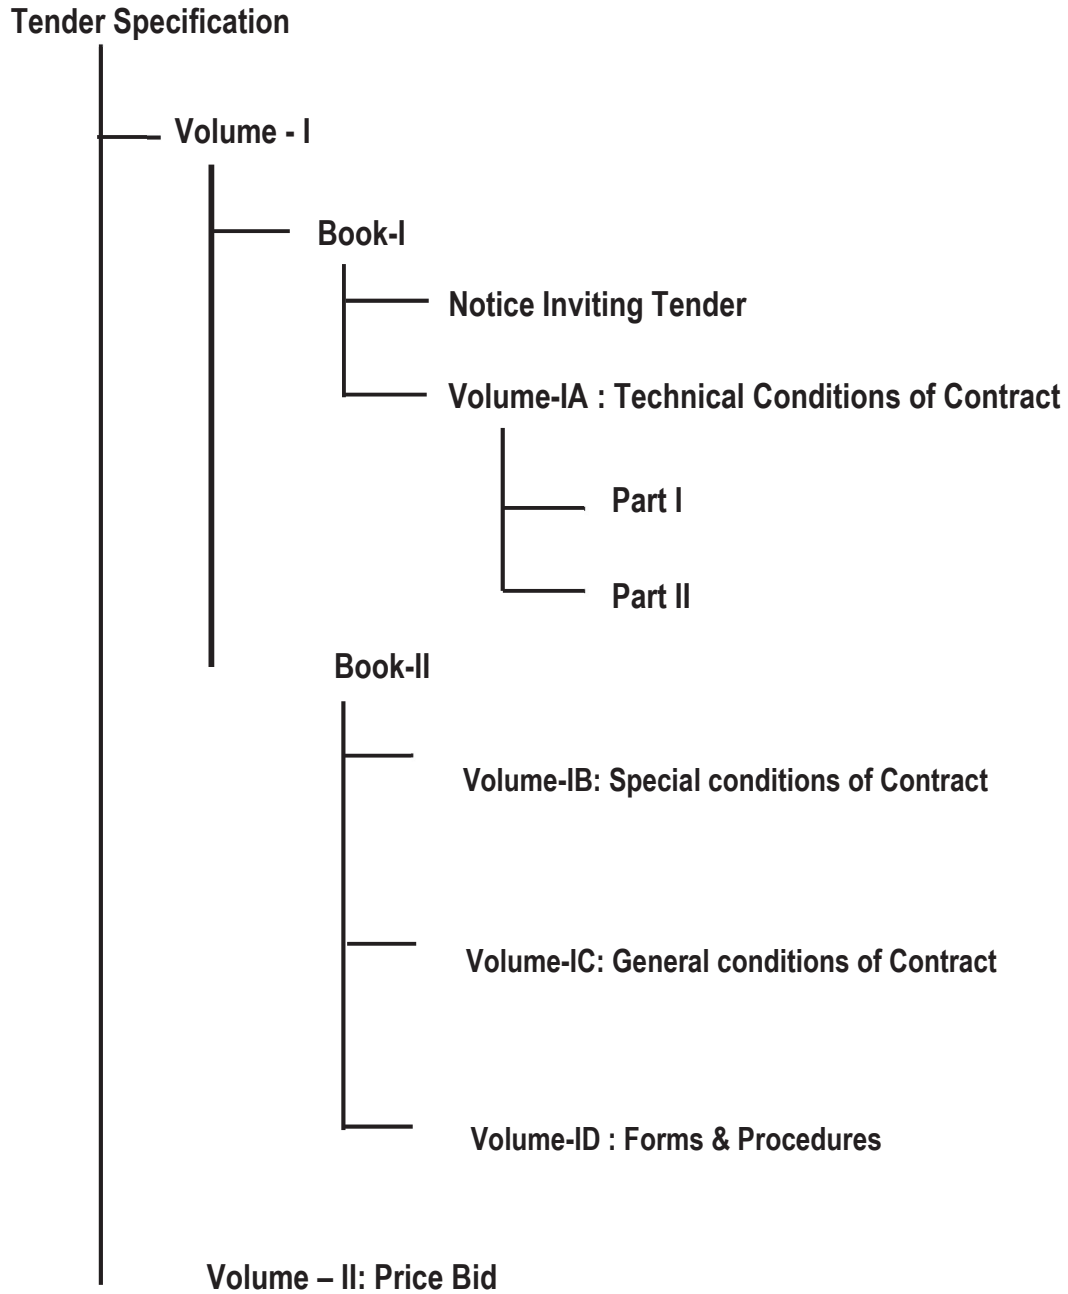 Tender Specification
Volume - I
Book-I
Notice Inviting Tender
Volume-IA : Technical Conditions of Contract
Part I
Part II
Book-II
Volume-IB: Special conditions of Contract
Volume-IC: General conditions of Contract
Volume-ID : Forms & Procedures
Volume – II: Price Bid